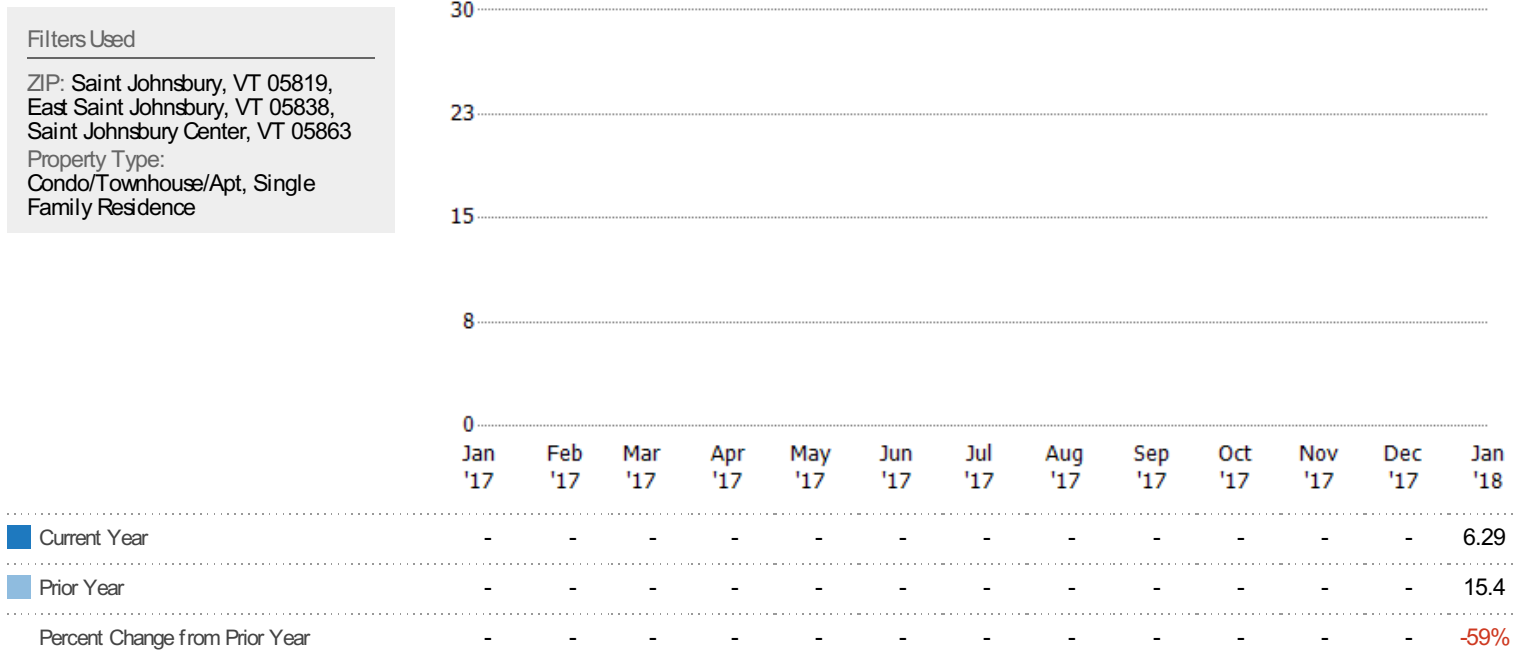 Filters Used
ZIP: Saint Johnsbury, VT 05819,
East Saint Johnsbury, VT 05838,
Saint Johnsbury Center, VT 05863
Property Type:
Condo/Townhouse/Apt, Single
Family Residence
30
23
15
8
0
Jan Feb Mar Apr May Jun Jul Aug Sep Oct Nov Dec Jan
'17 '17 '17 '17 '17 '17 '17 '17 '17 '17 '17 '17 '18
Current Year - - - - - - - - - - - - 6.29
Prior Year - - - - - - - - - - - - 15.4
Percent Change from Prior Year - - - - - - - - - - - - -59%